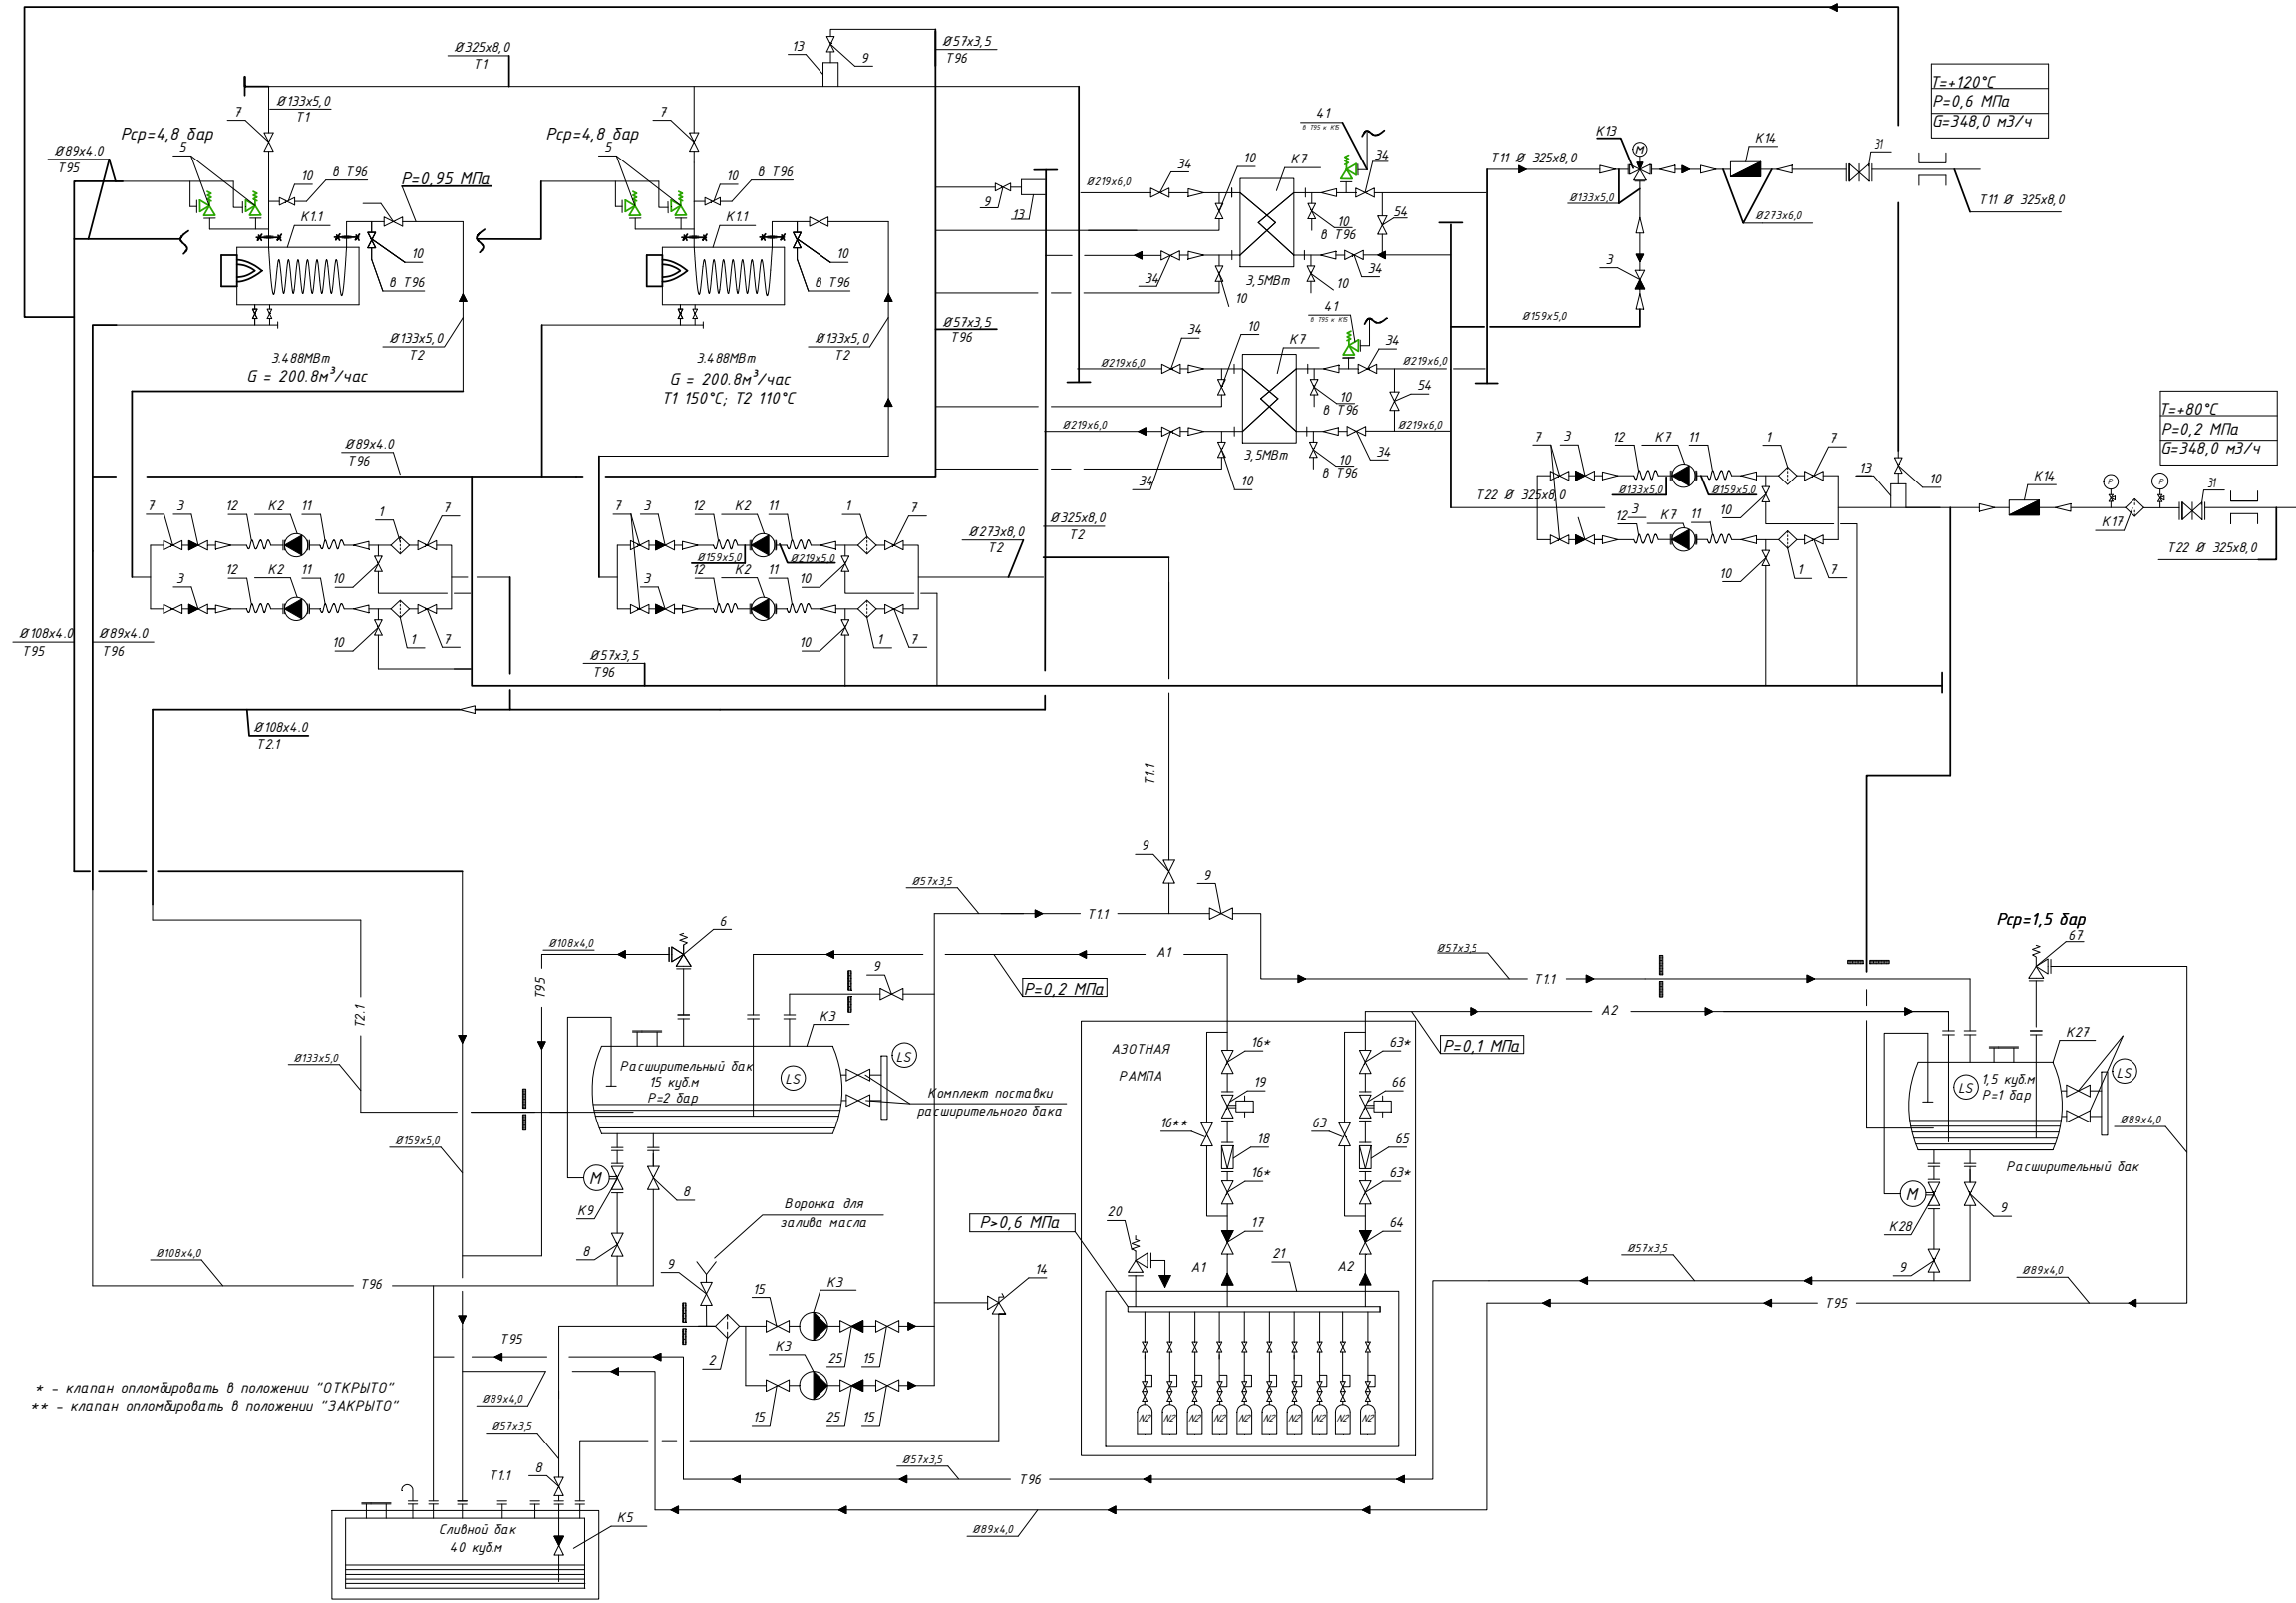 Ø325x8,0
T1
13
9
Ø57x3,5
T96
T=+120°C
P=0,6 МПа
G=348,0 м3/ч
Ø133x5,0
T1
7
Pср=4,8 бар
5
Ø89x4.0
T95
10
в T96
P=0,95 МПа
K1.1
10
в T96
7
Pср=4,8 бар
5
10
в T96
K1.1
10
в T96
Ø133x5,0
T2
Ø133x5,0
T2
3.488МВт
G = 200.8м³/час
3.488МВт
G = 200.8м³/час
T1 150°C; T2 110°C
Ø57x3,5
T96
9
13
41
в T95 к K15
Ø219x6,0
34
10
K7
34
10
в T96
54
34
10
3,5МВт
34
10
41
в T95 к K15
Ø219x6,0
34
10
K7
34
Ø219x6,0
10
в T96
54
Ø219x6,0
Ø219x6,0
34
10
3,5МВт
10
в T96
34
K13
T11 Ø 325x8,0
K14
31
Ø133x5,0
Ø273x6,0
T11 Ø 325x8,0
3
Ø159x5,0
T=+80°C
P=0,2 МПа
G=348,0 м3/ч
Ø89x4.0
T96
7
3
12
K2
11
1
7
10
3
12
K2
11
10
1
7
7
3
12
K2
11
1
7
Ø159x5,0
Ø219x5.0
10
3
12
K2
11
10
1
7
Ø273x8,0
T2
Ø325x8,0
T2
7
3
12
K7
11
1
7
13
10
T22 Ø 325x8,0
Ø133x5,0
Ø159x5,0
10
12
3
K7
11
10
1
7
K14
P
P
K17
31
T22 Ø 325x8,0
Ø108x4.0
T95
Ø89x4.0
T96
Ø57x3,5
T96
Ø108x4.0
T2.1
T1.1
9
9
Ø57x3,5
T1.1
6
Ø108x4,0
T95
A1
9
P=0,2 МПа
Ø57x3,5
T1.1
Pср=1,5 бар
67
A2
P=0,1 МПа
T2.1
Ø133x5,0
K3
Расширительный бак
15 куб.м
P=2 бар
LS
LS
Комплект поставки
расширительного бака
АЗОТНАЯ
РАМПА
16*
63*
19
66
16**
63
18
65
16*
63*
17
64
20
21
A1
A2
P>0,6 МПа
K27
LS
1,5 куб.м
P=1 бар
LS
Ø89x4,0
Расширительный бак
M
K28
9
9
Ø159x5,0
M
K9
8
8
Воронка для
залива масла
9
Ø108x4,0
T96
15
K3
14
Ø57x3,5
Ø89x4,0
T95
T95
2
K3
25
15
15
25
15
Ø89x4,0
* - клапан опломбировать в положении "ОТКРЫТО"
** - клапан опломбировать в положении "ЗАКРЫТО"
N2 N2 N2 N2 N2 N2 N2 N2 N2 N2
Ø57x3,5
T1.1
8
Ø57x3,5
T96
K5
Сливной бак
40 куб.м
Ø89x4,0